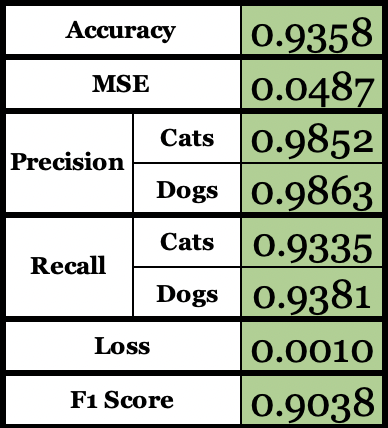 Accuracy 0.9358
MSE 0.0487
Precision Cats 0.9852
Dogs 0.9863
Recall Cats 0.9335
Dogs 0.9381
Loss 0.0010
F1 Score 0.9038